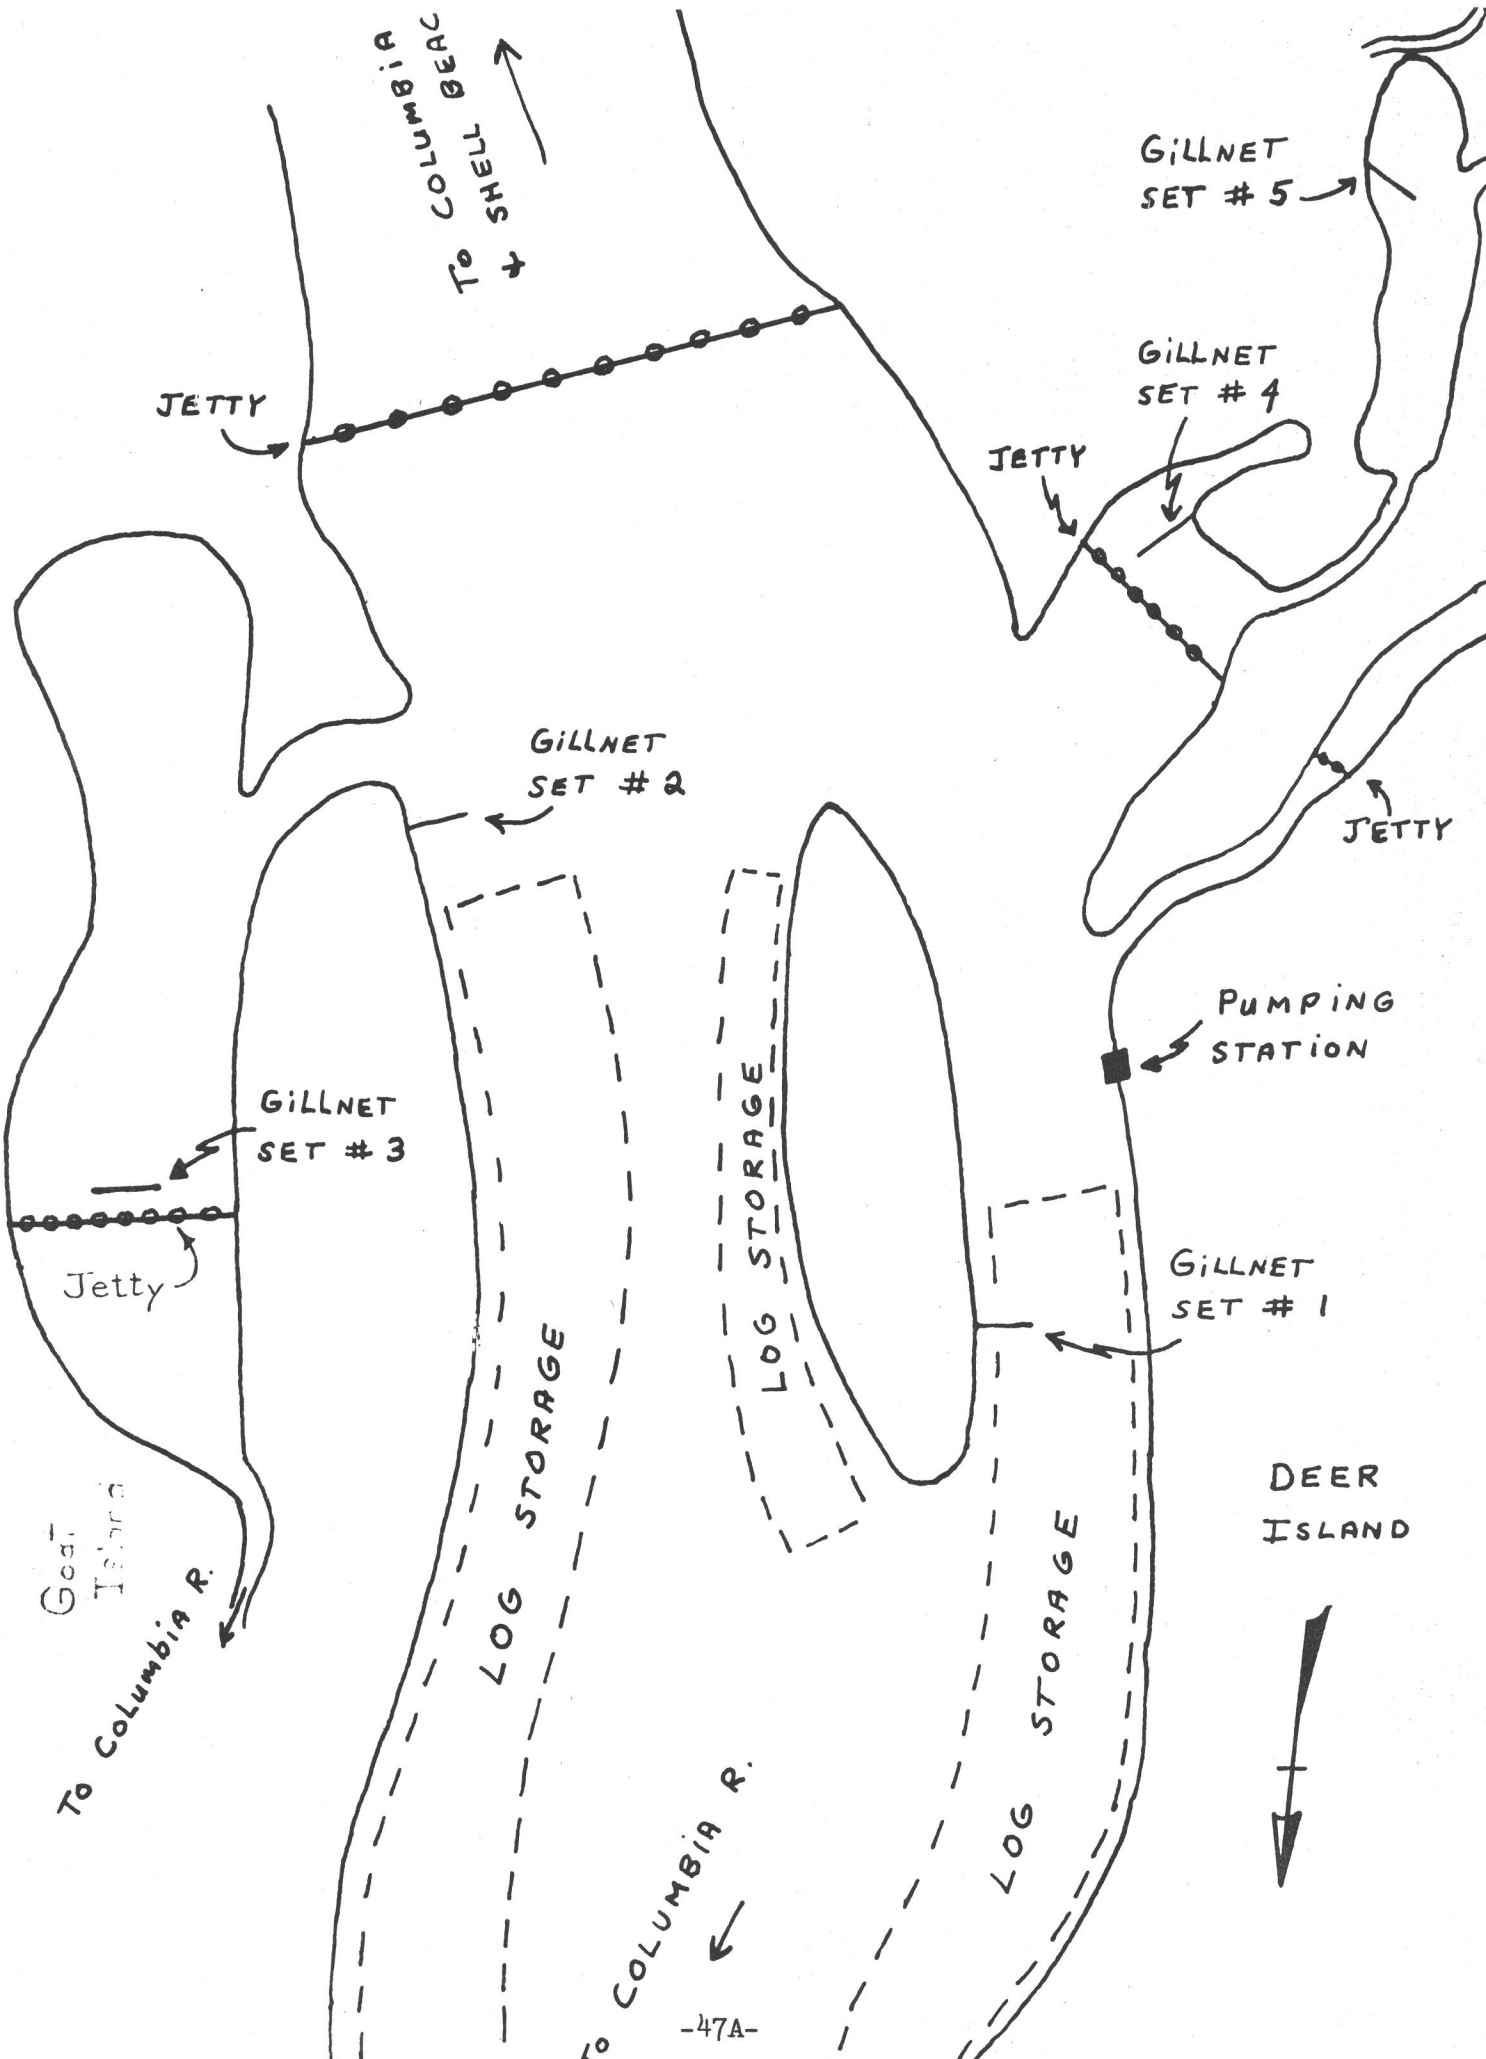 To COLUMBiA
+ SHELL BEAC
GiLLNET
SET # 5
GiLLNET
SET # 4
JETTY
JETTY
GiLLNET
SET # 2
JETTY
PUMPiNG
STATiON
GiLLNET
SET # 3
LOG STORAGE
Jetty
GiLLNET
SET # 1
LOG STORAGE
DEER
ISLAND
Goat
Island
LOG STORAGE
To COLUMbiA R.
To COLUMBiA R.
-47A-